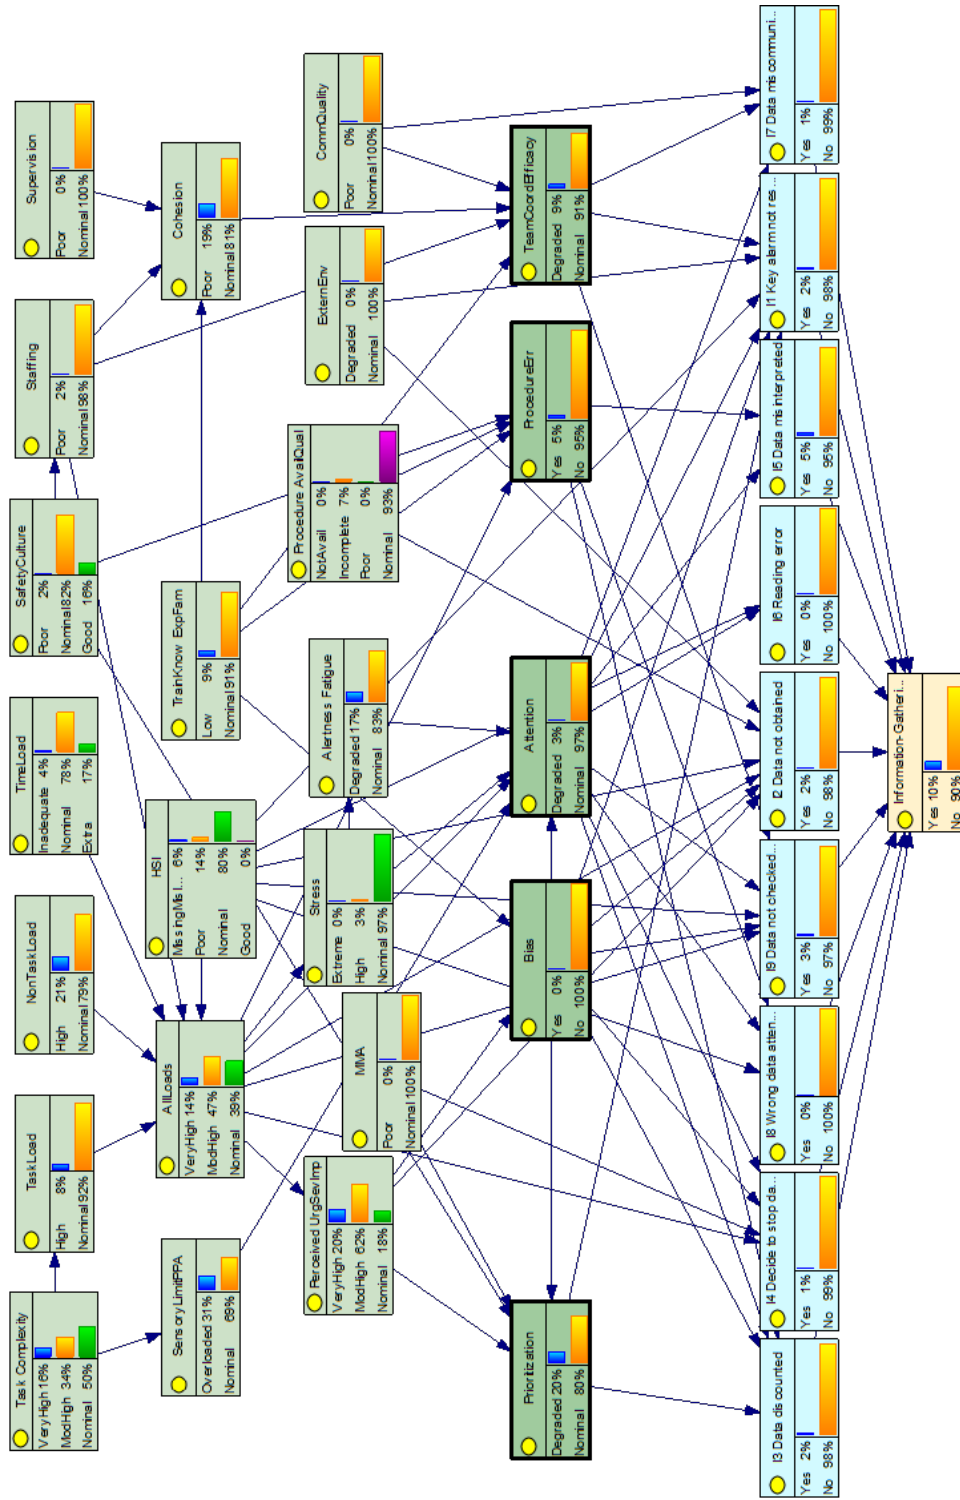 Task Complexity
VeryHigh 16%
ModHigh 34%
Nominal 50%
TaskLoad
High 8%
Nominal 92%
NonTaskLoad
High 21%
Nominal 79%
TimeLoad
Inadequate 4%
Nominal 78%
Extra 17%
SafetyCulture
Poor 2%
Nominal 82%
Good 16%
Staffing
Poor 2%
Nominal 98%
Supervision
Poor 0%
Nominal 100%
SensoryLimitPPA
Overloaded 31%
Nominal 69%
AllLoads
VeryHigh 14%
ModHigh 47%
Nominal 39%
HSI
MissingMisl... 6%
Poor 14%
Nominal 80%
Good 0%
TrainKnow ExpFam
Low 9%
Nominal 91%
Cohesion
Poor 19%
Nominal 81%
Perceived UrgSevImp
VeryHigh 20%
ModHigh 62%
Nominal 18%
MMA
Poor 0%
Nominal 100%
Stress
Extreme 0%
High 3%
Nominal 97%
Alertness Fatigue
Degraded 17%
Nominal 83%
Procedure AvailQual
NotAvail 0%
Incomplete 7%
Poor 0%
Nominal 93%
ExternEnv
Degraded 0%
Nominal 100%
CommQuality
Poor 0%
Nominal 100%
Prioritization
Degraded 20%
Nominal 80%
Bias
Yes 0%
No 100%
Attention
Degraded 3%
Nominal 97%
ProcedureErr
Yes 5%
No 95%
TeamCoordEfficacy
Degraded 9%
Nominal 91%
I3 Data discounted
Yes 2%
No 98%
I4 Decide to stop da...
Yes 1%
No 99%
I8 Wrong data atten...
Yes 0%
No 100%
I9 Data not checked...
Yes 3%
No 97%
I2 Data not obtained
Yes 2%
No 98%
I6 Reading error
Yes 0%
No 100%
I5 Data misinterpreted
Yes 5%
No 95%
I1 Key alarm not res...
Yes 2%
No 98%
I7 Data mis communi...
Yes 1%
No 99%
Information-Gatheri...
Yes 10%
No 90%